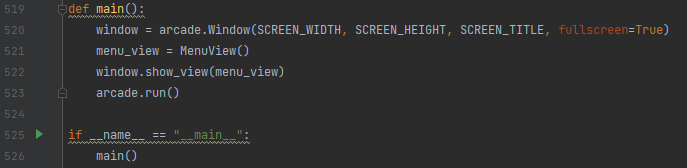 519 def main():
520     window = arcade.Window(SCREEN_WIDTH, SCREEN_HEIGHT, SCREEN_TITLE, fullscreen=True)
521     menu_view = MenuView()
522     window.show_view(menu_view)
523     arcade.run()
524
525 if __name__ == "__main__":
526     main()